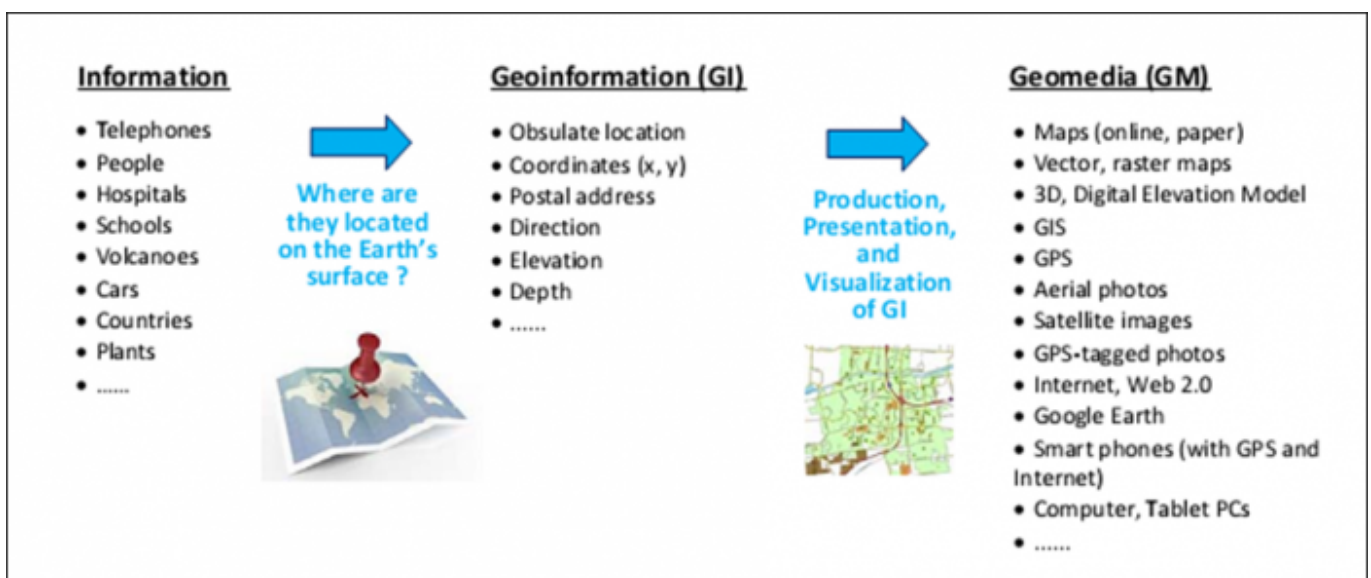 Information
• Telephones
• People
• Hospitals
• Schools
• Volcanoes
• Cars
• Countries
• Plants
• ......
Where are
they located
on the Earth's
surface ?
Geoinformation (GI)
• Obsulate location
• Coordinates (x, y)
• Postal address
• Direction
• Elevation
• Depth
• ......
Production,
Presentation,
and
Visualization
of GI
Geomedia (GM)
• Maps (online, paper)
• Vector, raster maps
• 3D, Digital Elevation Model
• GIS
• GPS
• Aerial photos
• Satellite images
• GPS-tagged photos
• Internet, Web 2.0
• Google Earth
• Smart phones (with GPS and
Internet)
• Computer, Tablet PCs
• ......